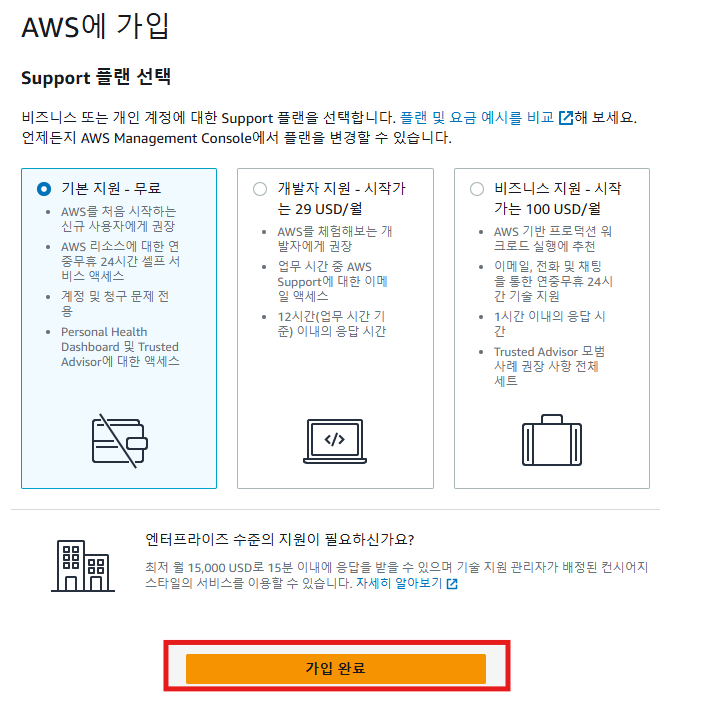 AWS에 가입
Support 플랜 선택
비즈니스 또는 개인 계정에 대한 Support 플랜을 선택합니다. 플랜 및 요금 예시를 비교 해 보세요.
언제든지 AWS Management Console에서 플랜을 변경할 수 있습니다.
기본 지원 - 무료
• AWS를 처음 시작하는
신규 사용자에게 권장
• AWS 리소스에 대한 연
중무휴 24시간 셀프 서
비스 액세스
• 계정 및 청구 문제 전
용
• Personal Health
Dashboard 및 Trusted
Advisor에 대한 액세스
개발자 지원 - 시작가
는 29 USD/월
• AWS를 체험해보는 개
발자에게 권장
• 업무 시간 중 AWS
Support에 대한 이메
일 액세스
• 12시간(업무 시간 기
준) 이내의 응답 시간
</>
비즈니스 지원 - 시작
가는 100 USD/월
• AWS 기반 프로덕션 워
크로드 실행에 추천
• 이메일, 전화 및 채팅
을 통한 연중무휴 24시
간 기술 지원
• 1시간 이내의 응답 시
간
• Trusted Advisor 모범
사례 권장 사항 전체
세트
엔터프라이즈 수준의 지원이 필요하신가요?
최저 월 15,000 USD로 15분 이내에 응답을 받을 수 있으며 기술 지원 관리자가 배정된 컨시어지
스타일의 서비스를 이용할 수 있습니다. 자세히 알아보기
가입 완료